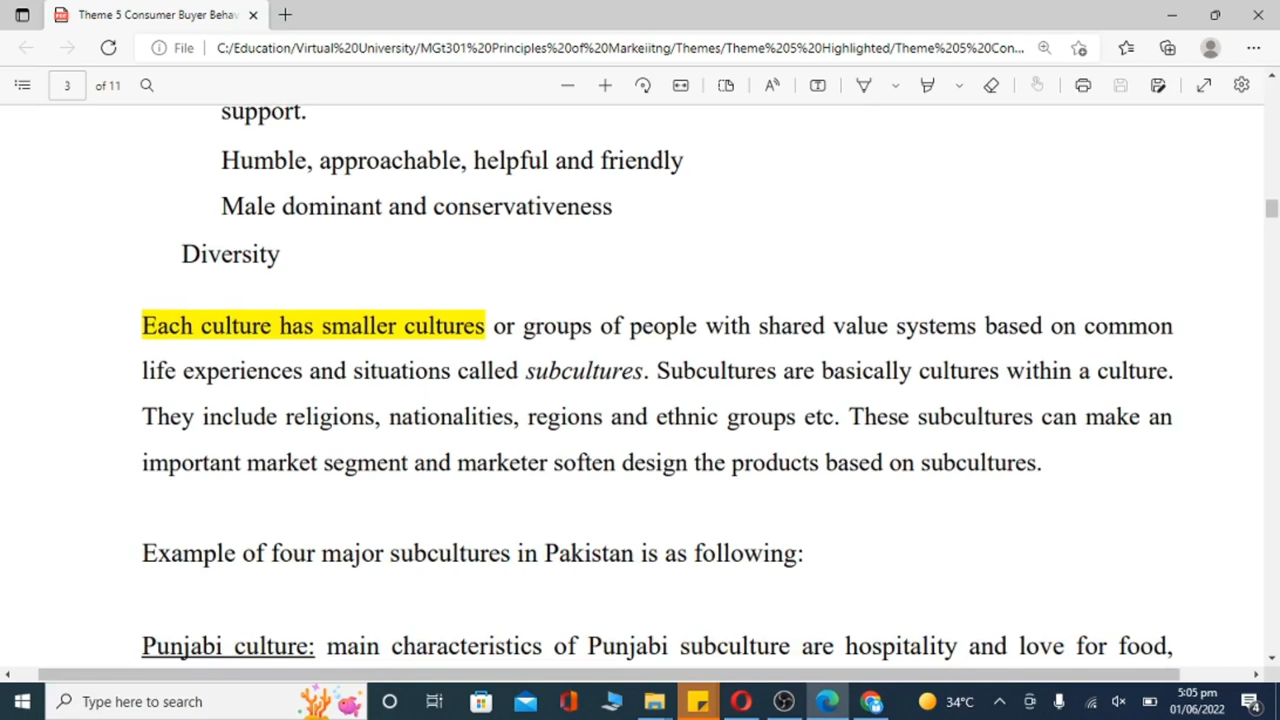 Theme 5 Consumer Buyer Behav
File
C:/Education/Virtual%20University/MGt301%20Principles%20of%20Markeiitng/Themes/Theme%205%20Highlighted/Theme%205%20Con...
3 of 11
support.
Humble, approachable, helpful and friendly
Male dominant and conservativeness
Diversity
Each culture has smaller cultures or groups of people with shared value systems based on common
life experiences and situations called subcultures. Subcultures are basically cultures within a culture.
They include religions, nationalities, regions and ethnic groups etc. These subcultures can make an
important market segment and marketer soften design the products based on subcultures.
Example of four major subcultures in Pakistan is as following:
Punjabi culture: main characteristics of Punjabi subculture are hospitality and love for food,
Type here to search
34°C
5:05 pm
01/06/2022
4